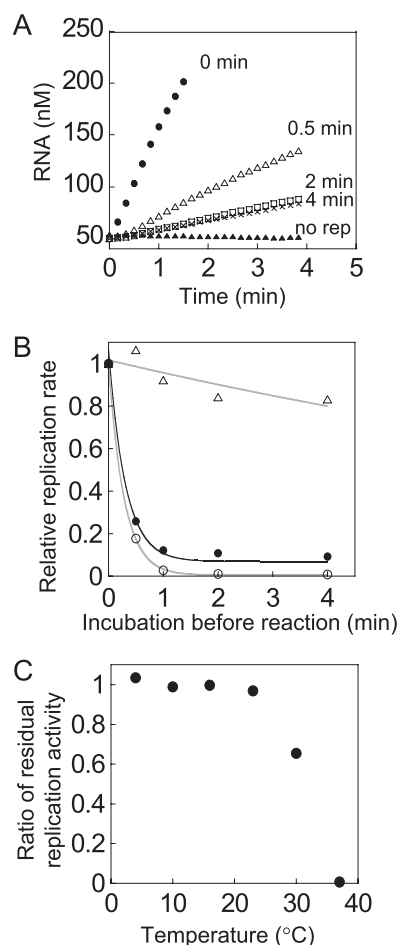 A
250
200
150
100
50
RNA (nM)
0 min
0.5 min
2 min
4 min
no rep
0 1 2 3 4 5
Time (min)
B
1
0.8
0.6
0.4
0.2
0
Relative replication rate
0 1 2 3 4
Incubation before reaction (min)
C
1
0.8
0.6
0.4
0.2
0
Ratio of residual
replication activity
0 10 20 30 40
Temperature (°C)